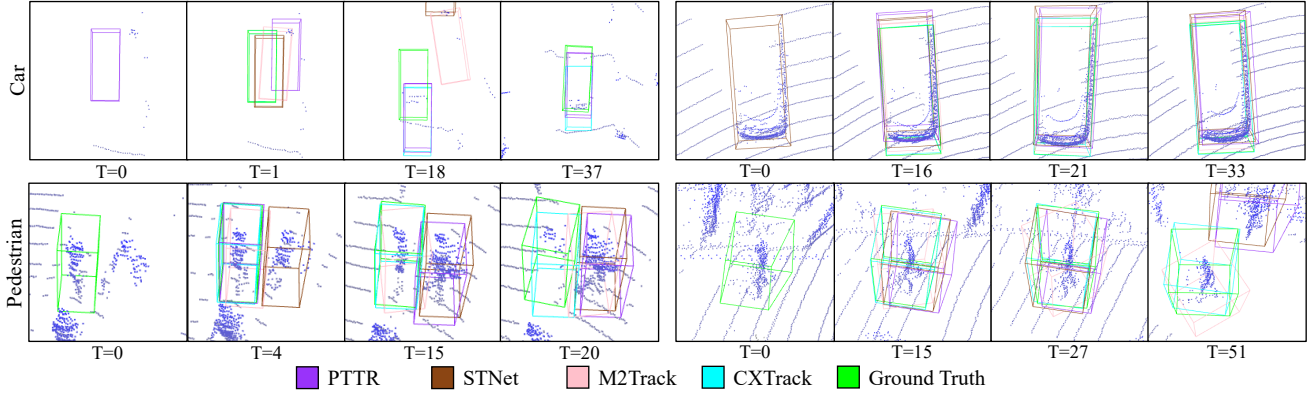 Car
T=0 T=1 T=18 T=37 T=0 T=16 T=21 T=33
Pedestrian
T=0 T=4 T=15 T=20 T=0 T=15 T=27 T=51
PTTR STNet M2Track CXTrack Ground Truth